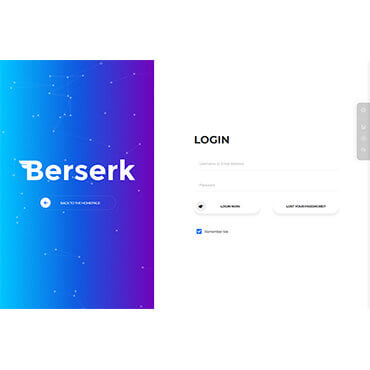 Berserk
BACK TO THE HOMEPAGE
LOGIN
Username or Email Address
Password
LOGIN NOW
LOST YOUR PASSWORD?
Remember Me